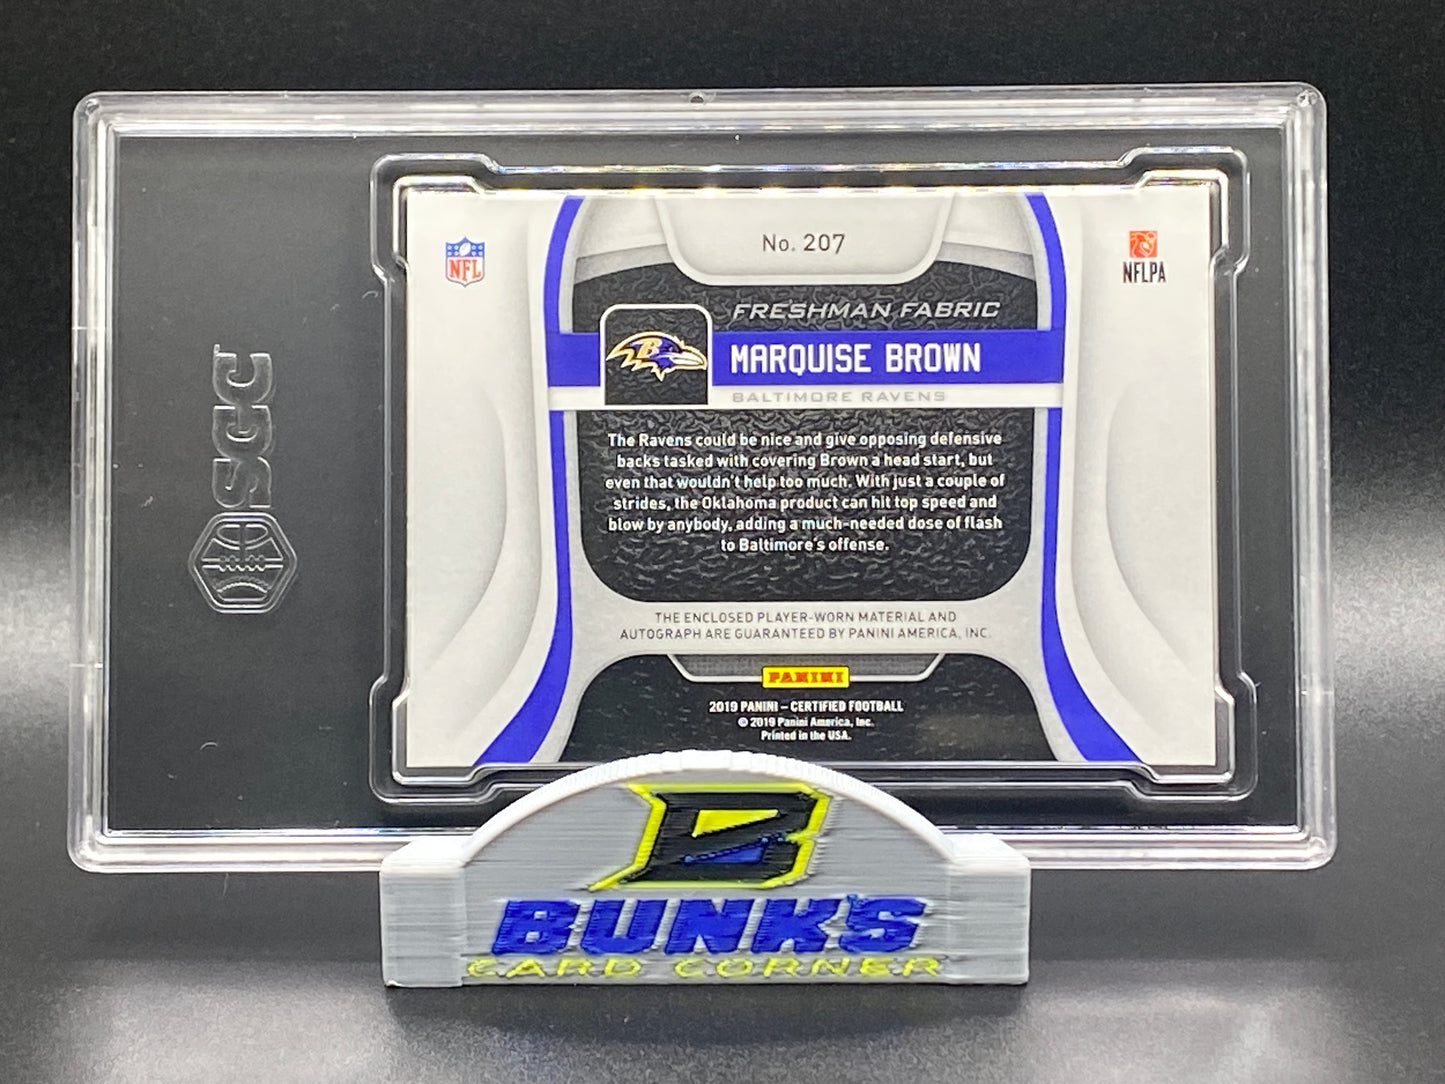 No. 207
NFL
NFLPA
FRESHMAN FABRIC
B
MARQUISE BROWN
BALTIMORE RAVENS
SGC
The Ravens could be nice and give opposing defensive
backs tasked with covering Brown a head start, but
even that wouldn't help too much. With just a couple of
strides, the Oklahoma product can hit top speed and
blow by anybody, adding a much-needed dose of flash
to Baltimore's offense.
THE ENCLOSED PLAYER-WORN MATERIAL AND
AUTOGRAPH ARE GUARANTEED BY PANINI AMERICA, INC.
PANINI
2019 PANINI – CERTIFIED FOOTBALL
© 2019 Panini America, Inc.
Printed in the USA.
B
BUNK'S
CARD CORNER